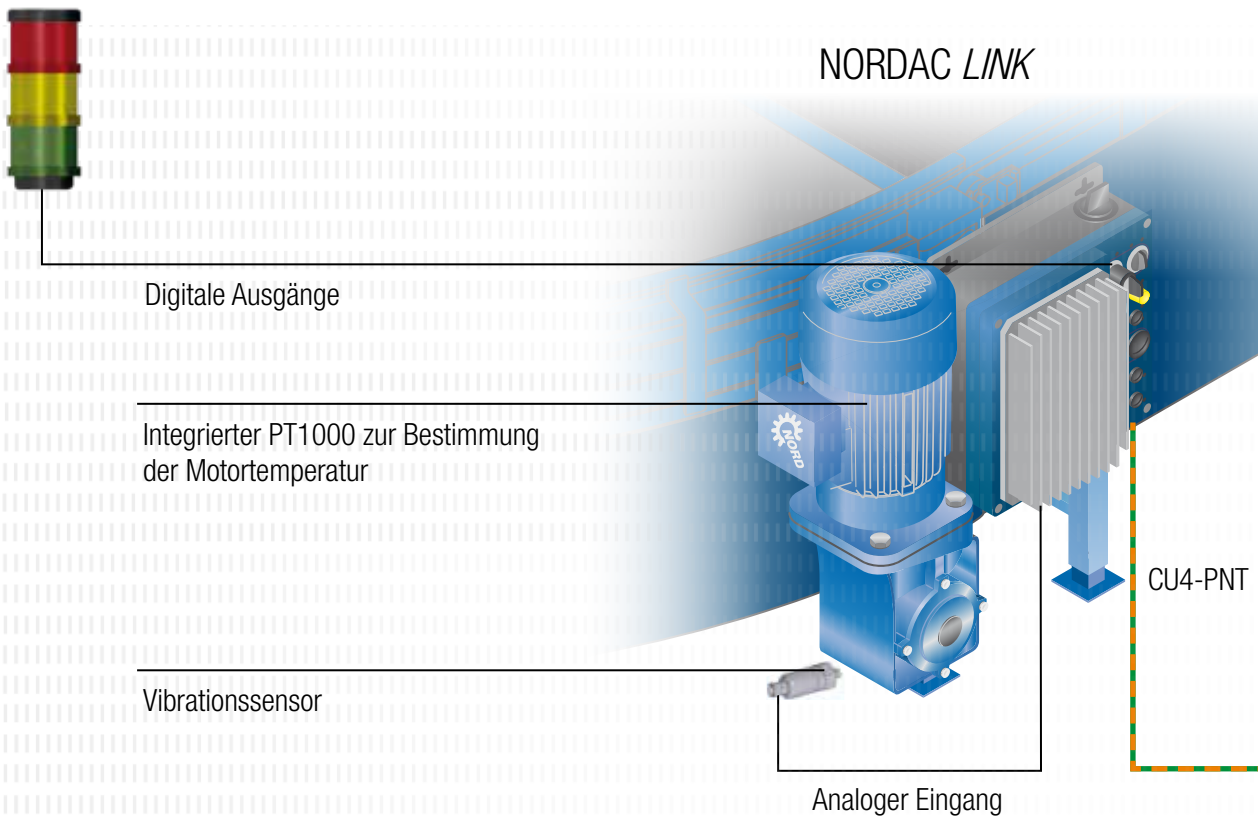 NORDAC LINK
Digitale Ausgänge
Integrierter PT1000 zur Bestimmung
der Motortemperatur
NORD
CU4-PNT
Vibrationssensor
Analoger Eingang